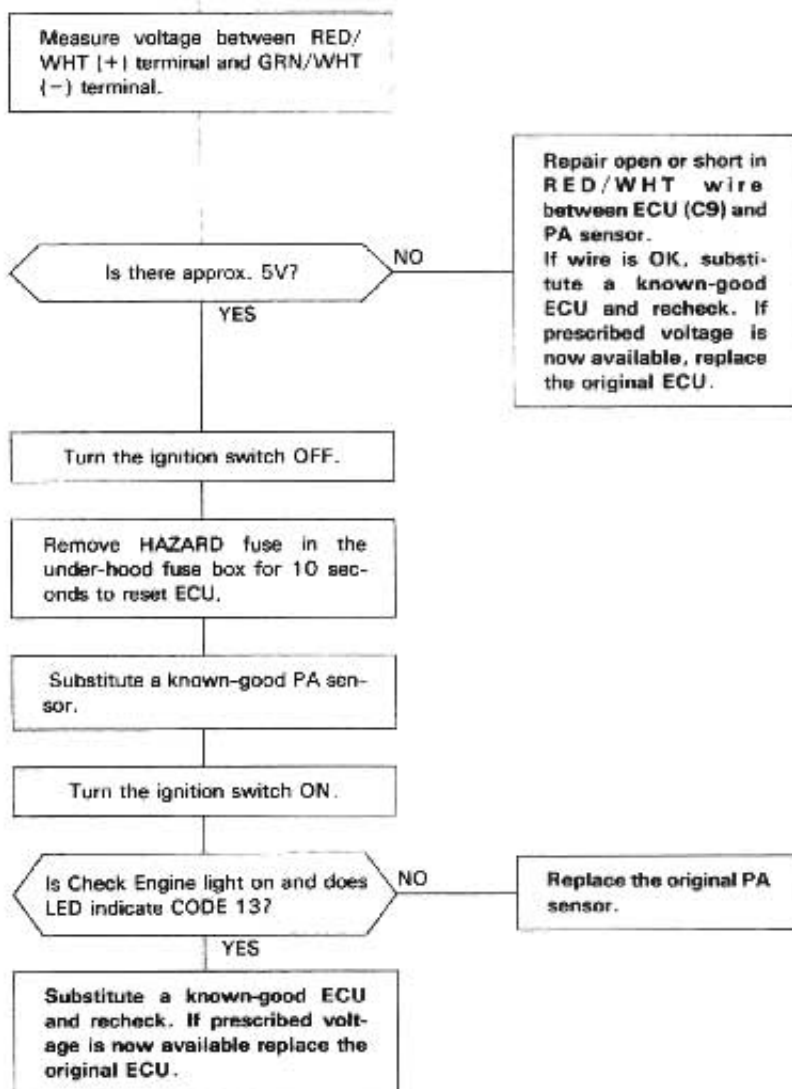 Measure voltage between RED/
WHT (+) terminal and GRN/WHT
(−) terminal.
Is there approx. 5V?
NO
Repair open or short in
RED/WHT wire
between ECU (C9) and
PA sensor.
If wire is OK, substi-
tute a known-good
ECU and recheck. If
prescribed voltage is
now available, replace
the original ECU.
YES
Turn the ignition switch OFF.
Remove HAZARD fuse in the
under-hood fuse box for 10 sec-
onds to reset ECU.
Substitute a known-good PA sen-
sor.
Turn the ignition switch ON.
Is Check Engine light on and does
LED indicate CODE 13?
NO
Replace the original PA
sensor.
YES
Substitute a known-good ECU
and recheck. If prescribed volt-
age is now available replace the
original ECU.